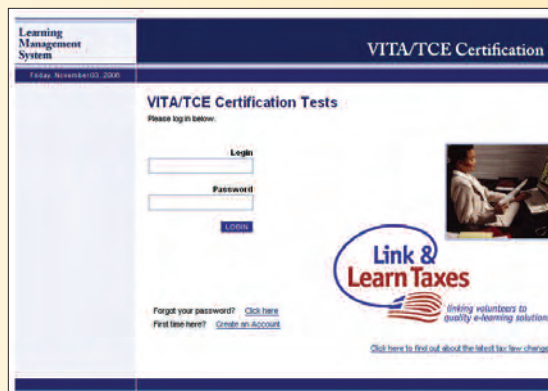 Learning
Management
System
VITA/TCE Certification
Friday, November 03, 2006
VITA/TCE Certification Tests
Please log in below.
Login
Password
LOGIN
Link &
Learn Taxes
linking volunteers to
quality e-learning solution
Forgot your password? Click here
First time here? Create an Account
Click here to find out about the latest tax law change